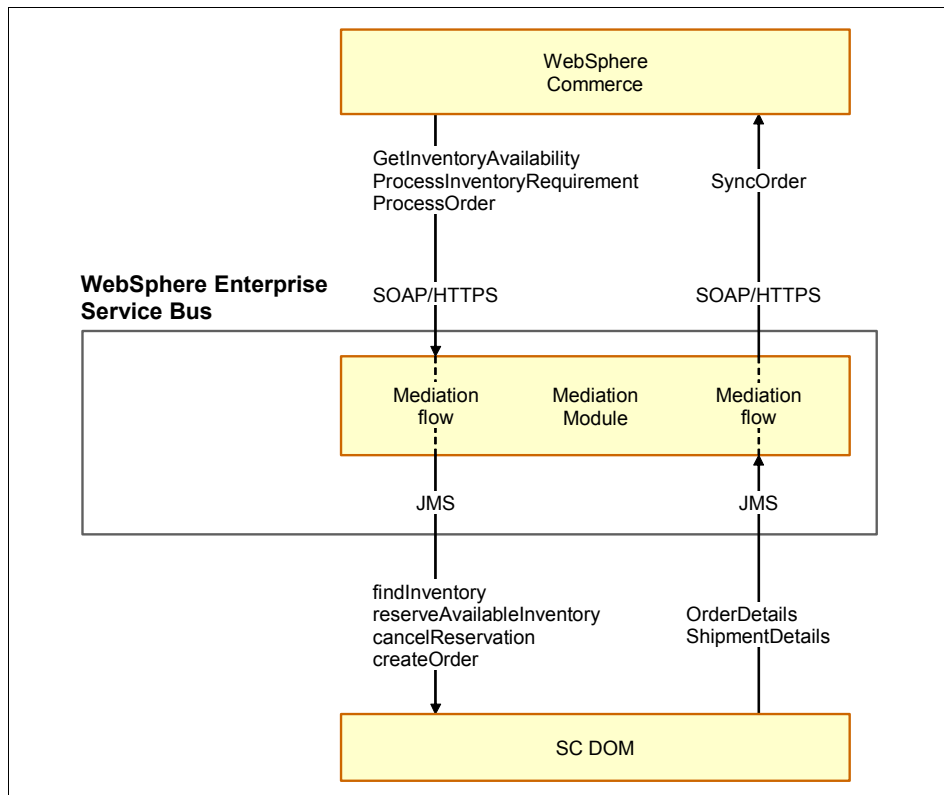 WebSphere
Commerce
GetInventoryAvailability
ProcessInventoryRequirement
ProcessOrder
SyncOrder
WebSphere Enterprise
Service Bus
SOAP/HTTPS
SOAP/HTTPS
Mediation
flow
Mediation
Module
Mediation
flow
JMS
JMS
findInventory
reserveAvailableInventory
cancelReservation
createOrder
OrderDetails
ShipmentDetails
SC DOM